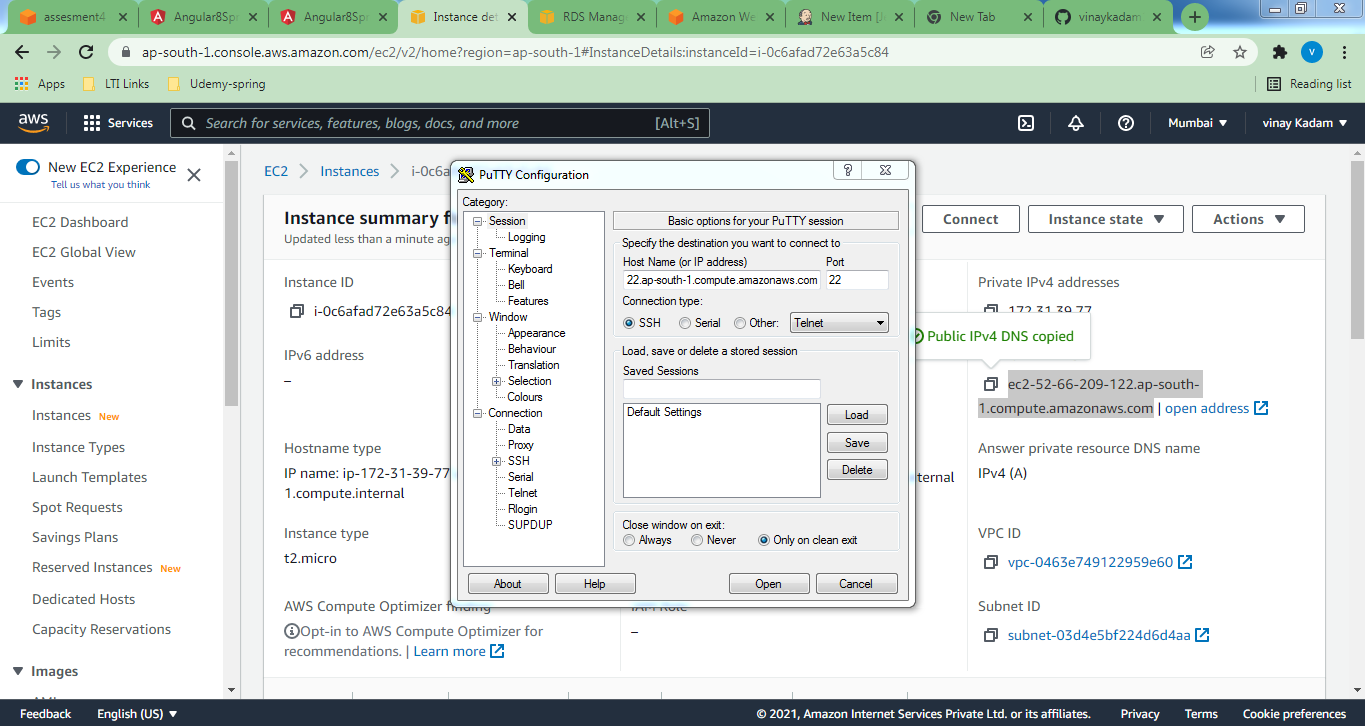 assesment4
Angular8Spr
Angular8Spr
Instance det
RDS Manag
Amazon We
New Item [J
New Tab
vinaykadam
ap-south-1.console.aws.amazon.com/ec2/v2/home?region=ap-south-1#InstanceDetails:instanceId=i-0c6afad72e63a5c84
V
Apps
LTI Links
Udemy-spring
Reading list
aws
Services
Search for services, features, blogs, docs, and more
[Alt+S]
Mumbai
vinay Kadam
New EC2 Experience
Tell us what you think
EC2 Dashboard
EC2 Global View
Events
Tags
Limits
Instances
Instances New
Instance Types
Launch Templates
Spot Requests
Savings Plans
Reserved Instances New
Dedicated Hosts
Capacity Reservations
Images
EC2
Instances
i-0c6a
Instance summary f
Updated less than a minute ag
Connect
Instance state
Actions
Instance ID
i-0c6afad72e63a5c84
IPv6 address
–
Hostname type
IP name: ip-172-31-39-77
1.compute.internal
Instance type
t2.micro
AWS Compute Optimizer finding
Opt-in to AWS Compute Optimizer for
recommendations. | Learn more
PuTTY Configuration
?
Category:
Session
Logging
Terminal
Keyboard
Bell
Features
Window
Appearance
Behaviour
Translation
Selection
Colours
Connection
Data
Proxy
SSH
Serial
Telnet
Rlogin
SUPDUP
Basic options for your PuTTY session
Specify the destination you want to connect to
Host Name (or IP address)
Port
22.ap-south-1.compute.amazonaws.com
22
Connection type:
SSH
Serial
Other:
Telnet
Load, save or delete a stored session
Saved Sessions
Default Settings
Load
Save
Delete
Close window on exit:
Always
Never
Only on clean exit
About
Help
Open
Cancel
IAM Role
–
ternal
Private IPv4 addresses
172.31.39.77
Public IPv4 DNS copied
ec2-52-66-209-122.ap-south-
1.compute.amazonaws.com | open address
Answer private resource DNS name
IPv4 (A)
VPC ID
vpc-0463e749122959e60
Subnet ID
subnet-03d4e5bf224d6d4aa
Feedback
English (US)
© 2021, Amazon Internet Services Private Ltd. or its affiliates.
Privacy
Terms
Cookie preferences